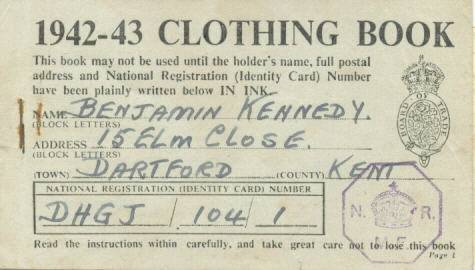 1942-43 CLOTHING BOOK
This book may not be used until the holder's name, full postal
address and National Registration (Identity Card) Number
have been plainly written below IN INK.
NAME BENJAMIN KENNEDY.
(BLOCK LETTERS)
ADDRESS 15 ELM CLOSE.
(BLOCK LETTERS)
(TOWN) DARTFORD (COUNTY) KENT
NATIONAL REGISTRATION (IDENTITY CARD) NUMBER
DHGJ / 104 / 1
Read the instructions within carefully, and take great care not to lose this book
Page 1
BOARD OF TRADE
N. R.